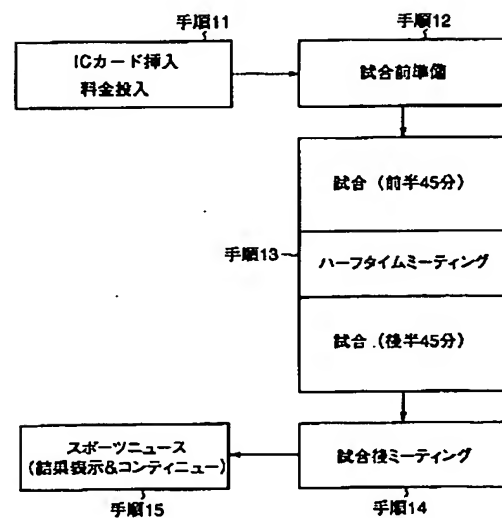 手順11
ICカード挿入
料金投入
手順12
試合前準備
試合 (前半45分)
手順13
ハーフタイムミーティング
試合 (後半45分)
試合後ミーティング
手順14
スポーツニュース
(結果表示&コンティニュー)
手順15